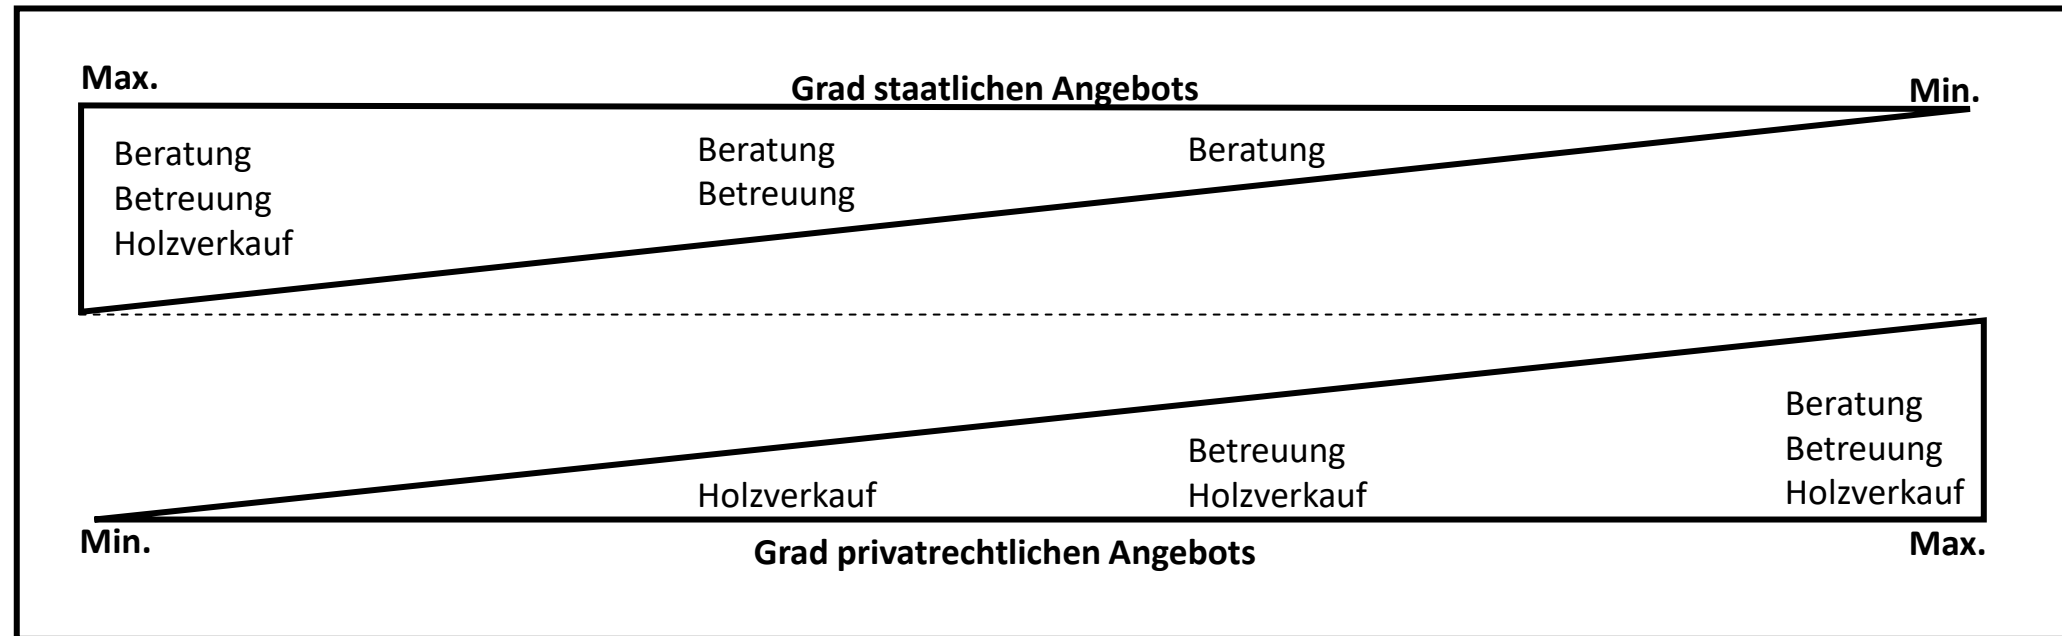 Max.
Grad staatlichen Angebots
Min.
Beratung
Betreuung
Holzverkauf
Beratung
Betreuung
Beratung
Holzverkauf
Betreuung
Holzverkauf
Beratung
Betreuung
Holzverkauf
Min.
Grad privatrechtlichen Angebots
Max.